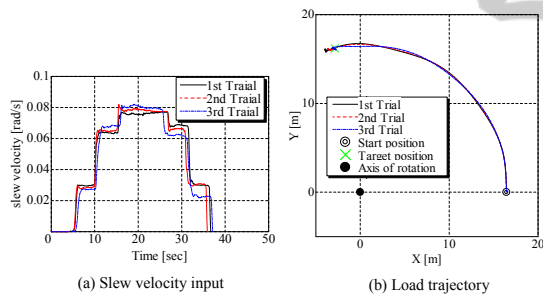 0.1
0.08
0.06
0.04
0.02
0
10
20
30
40
50
slew velocity [rad/s]
Time [sec]
1st Traial
2nd Traial
3rd Traial
(a) Slew velocity input
20
10
0
0
10
20
Y [m]
X [m]
1st Trial
2nd Trial
3rd Trial
Start position
Target position
Axis of rotation
(b) Load trajectory